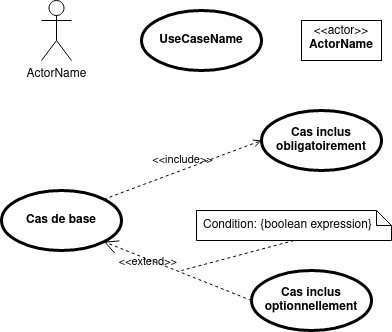 ActorName
UseCaseName
<<actor>>
ActorName
Cas inclus
obligatoirement
<<include>>
Cas de base
Condition: {boolean expression}
<<extend>>
Cas inclus
optionnellement